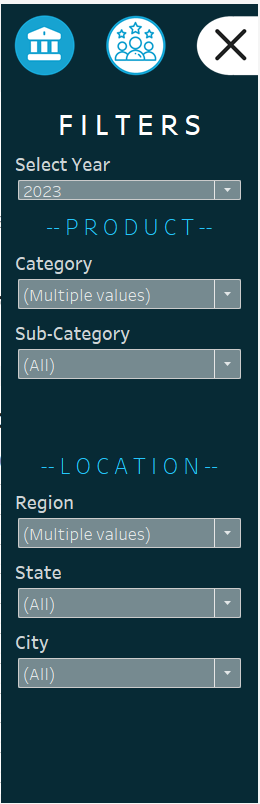 FILTERS
Select Year
2023
--PRODUCT--
Category
(Multiple values)
Sub-Category
(All)
--LOCATION--
Region
(Multiple values)
State
(All)
City
(All)